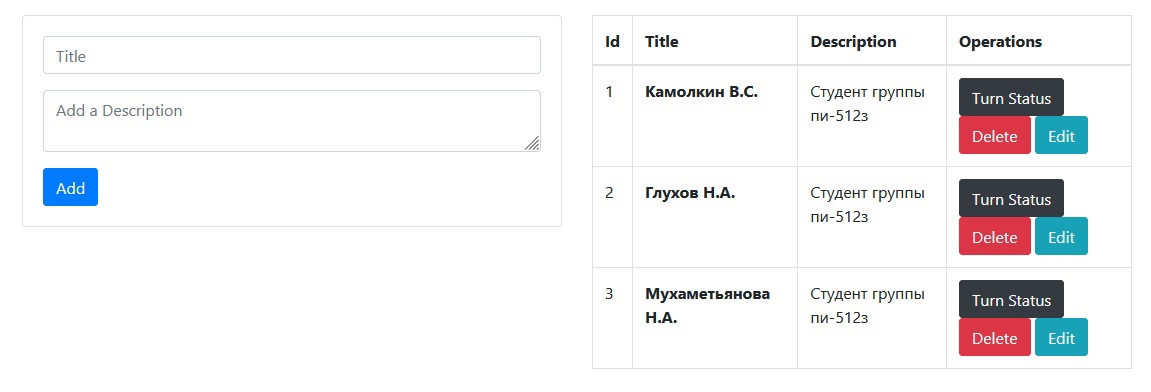 Title
Add a Description
Add
Id Title Description Operations
1 Камолкин В.С. Студент группы Turn Status
пи-512з
Delete Edit
2 Глухов Н.А. Студент группы Turn Status
пи-512з
Delete Edit
3 Мухаметьянова Студент группы Turn Status
Н.А. пи-512з
Delete Edit